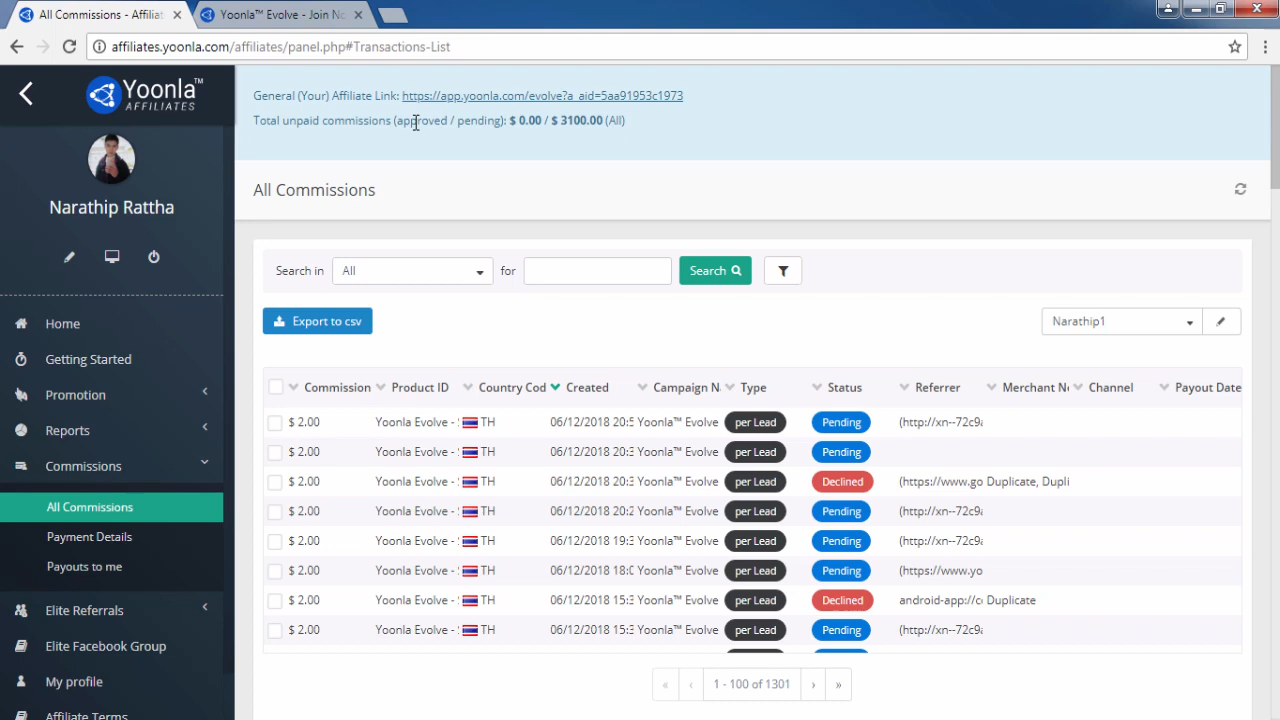 All Commissions - Affiliat
Yoonla™ Evolve - Join No
affiliates.yoonla.com/affiliates/panel.php#Transactions-List
Yoonla™
AFFILIATES
Narathip Rattha
Home
Getting Started
Promotion
Reports
Commissions
All Commissions
Payment Details
Payouts to me
Elite Referrals
Elite Facebook Group
My profile
Affiliate Terms
General (Your) Affiliate Link: https://app.yoonla.com/evolve?a_aid=5aa91953c1973
Total unpaid commissions (approved / pending): $ 0.00 / $ 3100.00 (All)
All Commissions
Search in All for Search
Export to csv
Narathip1
Commission Product ID Country Cod Created Campaign N. Type Status Referrer Merchant No Channel Payout Date
$ 2.00 Yoonla Evolve - TH 06/12/2018 20:5 Yoonla™ Evolve per Lead Pending (http://xn--72c9a
$ 2.00 Yoonla Evolve - TH 06/12/2018 20:3 Yoonla™ Evolve per Lead Pending
$ 2.00 Yoonla Evolve - TH 06/12/2018 20:3 Yoonla™ Evolve per Lead Declined (https://www.go Duplicate, Dupli
$ 2.00 Yoonla Evolve - TH 06/12/2018 20:2 Yoonla™ Evolve per Lead Pending (http://xn--72c9a
$ 2.00 Yoonla Evolve - TH 06/12/2018 19:3 Yoonla™ Evolve per Lead Pending (http://xn--72c9a
$ 2.00 Yoonla Evolve - TH 06/12/2018 18:0 Yoonla™ Evolve per Lead Pending (https://www.yo
$ 2.00 Yoonla Evolve - TH 06/12/2018 15:3 Yoonla™ Evolve per Lead Declined android-app://c Duplicate
$ 2.00 Yoonla Evolve - TH 06/12/2018 15:3 Yoonla™ Evolve per Lead Pending (http://xn--72c9a
« ‹ 1 - 100 of 1301 › »